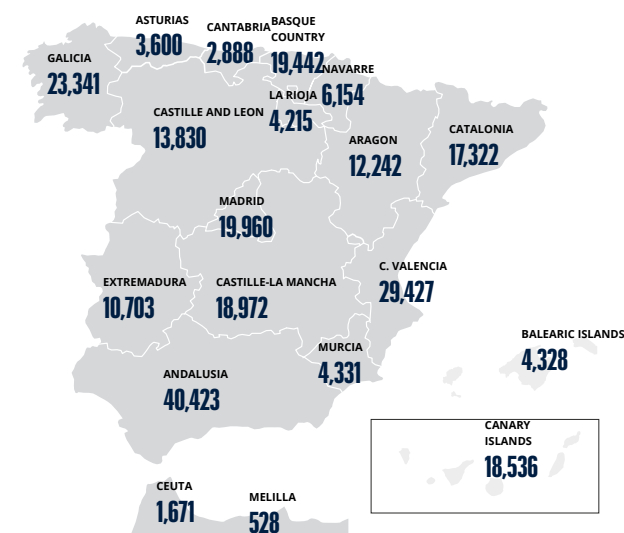 ASTURIAS
3,600
CANTABRIA
2,888
BASQUE
COUNTRY
19,442
GALICIA
23,341
NAVARRE
6,154
LA RIOJA
4,215
CASTILLE AND LEON
13,830
ARAGON
12,242
CATALONIA
17,322
MADRID
19,960
EXTREMADURA
10,703
CASTILLE-LA MANCHA
18,972
C. VALENCIA
29,427
BALEARIC ISLANDS
4,328
MURCIA
4,331
ANDALUSIA
40,423
CANARY
ISLANDS
18,536
CEUTA
1,671
MELILLA
528